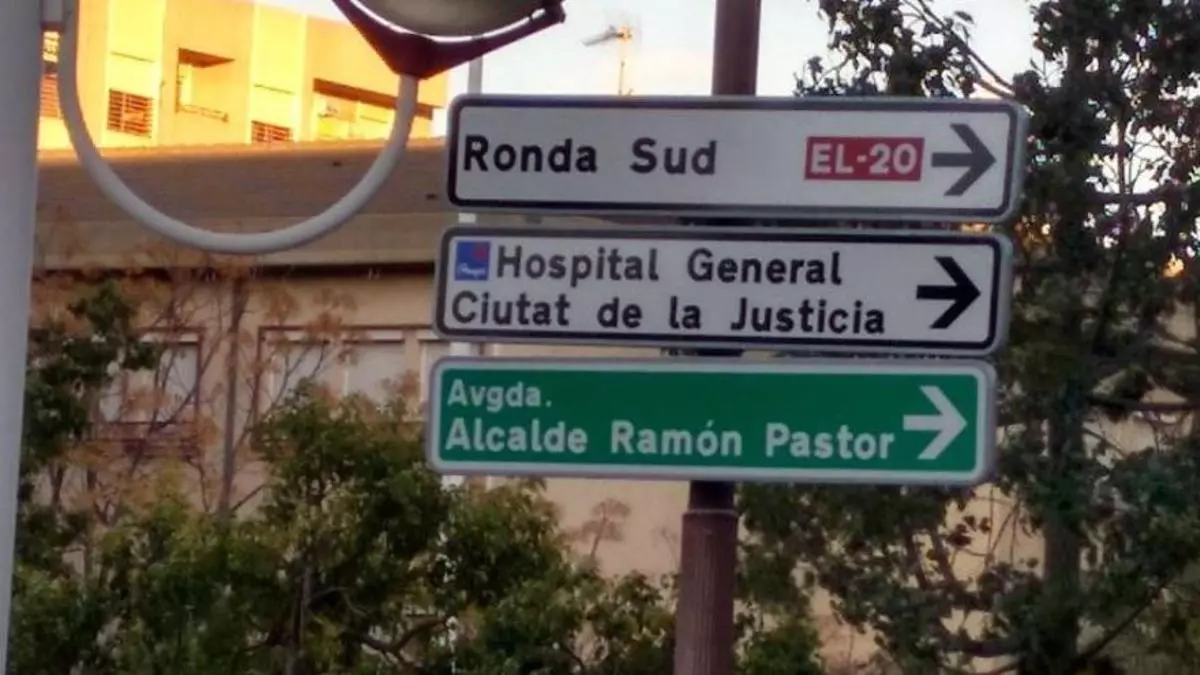 Ronda Sud EL-20
Hospital General
Ciutat de la Justicia
Avgda.
Alcalde Ramón Pastor